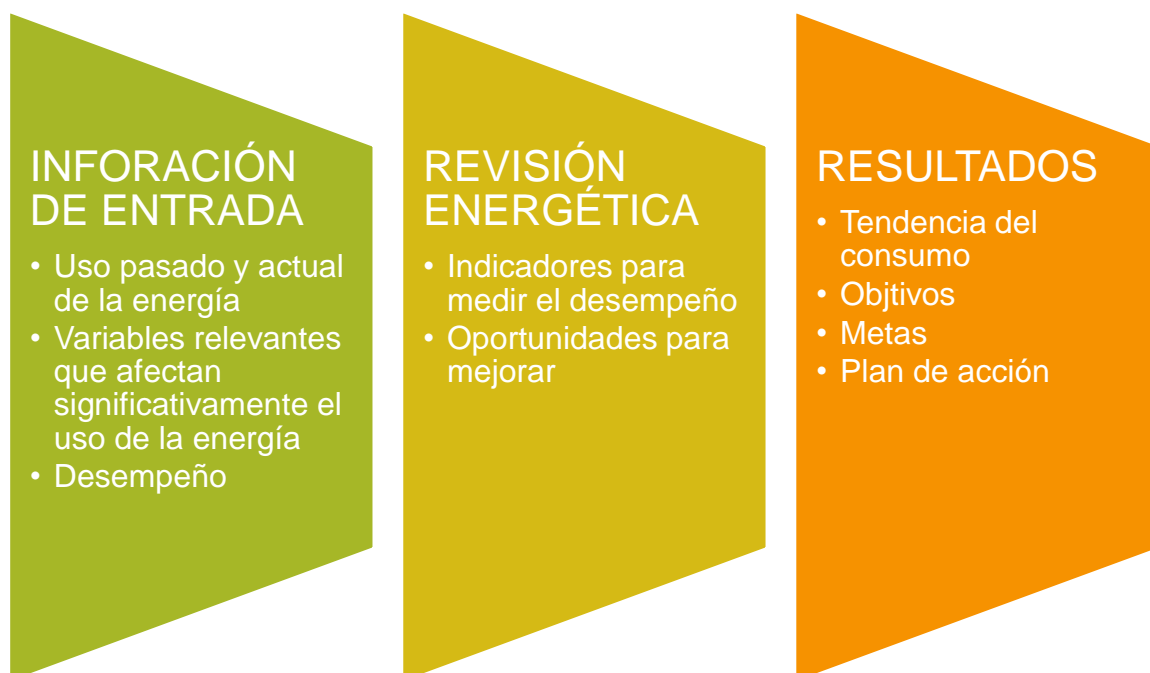 INFORACIÓN
DE ENTRADA
• Uso pasado y actual
de la energía
• Variables relevantes
que afectan
significativamente el
uso de la energía
• Desempeño
REVISIÓN
ENERGÉTICA
• Indicadores para
medir el desempeño
• Oportunidades para
mejorar
RESULTADOS
• Tendencia del
consumo
• Objtivos
• Metas
• Plan de acción